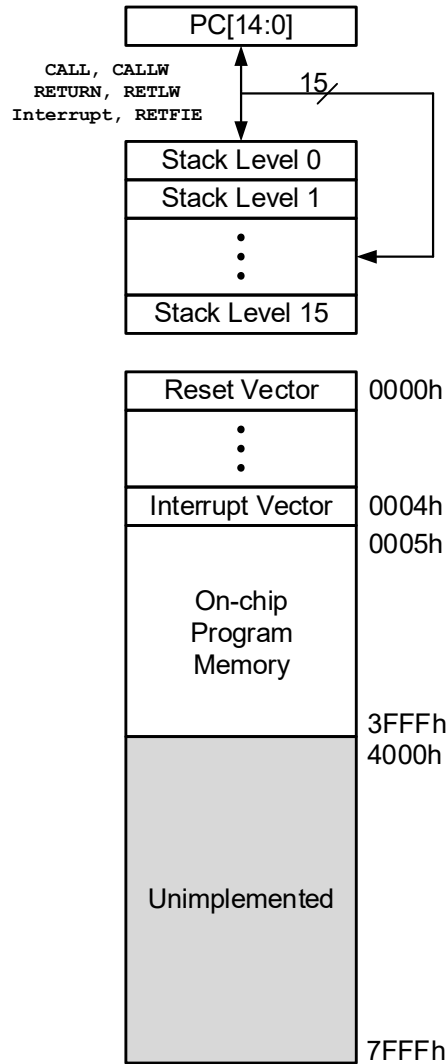 PC[14:0]
CALL, CALLW
RETURN, RETLW
Interrupt, RETFIE
15
Stack Level 0
Stack Level 1
Stack Level 15
Reset Vector
0000h
Interrupt Vector
0004h
0005h
On-chip
Program
Memory
3FFFh
4000h
Unimplemented
7FFFh